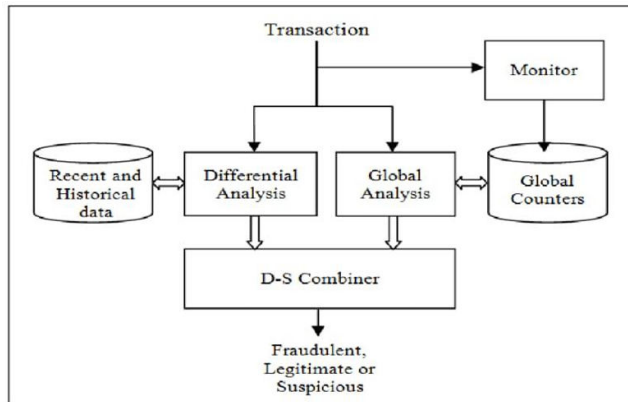 Transaction
Monitor
Recent and
Historical
data
Differential
Analysis
Global
Analysis
Global
Counters
D-S Combiner
Fraudulent,
Legitimate or
Suspicious